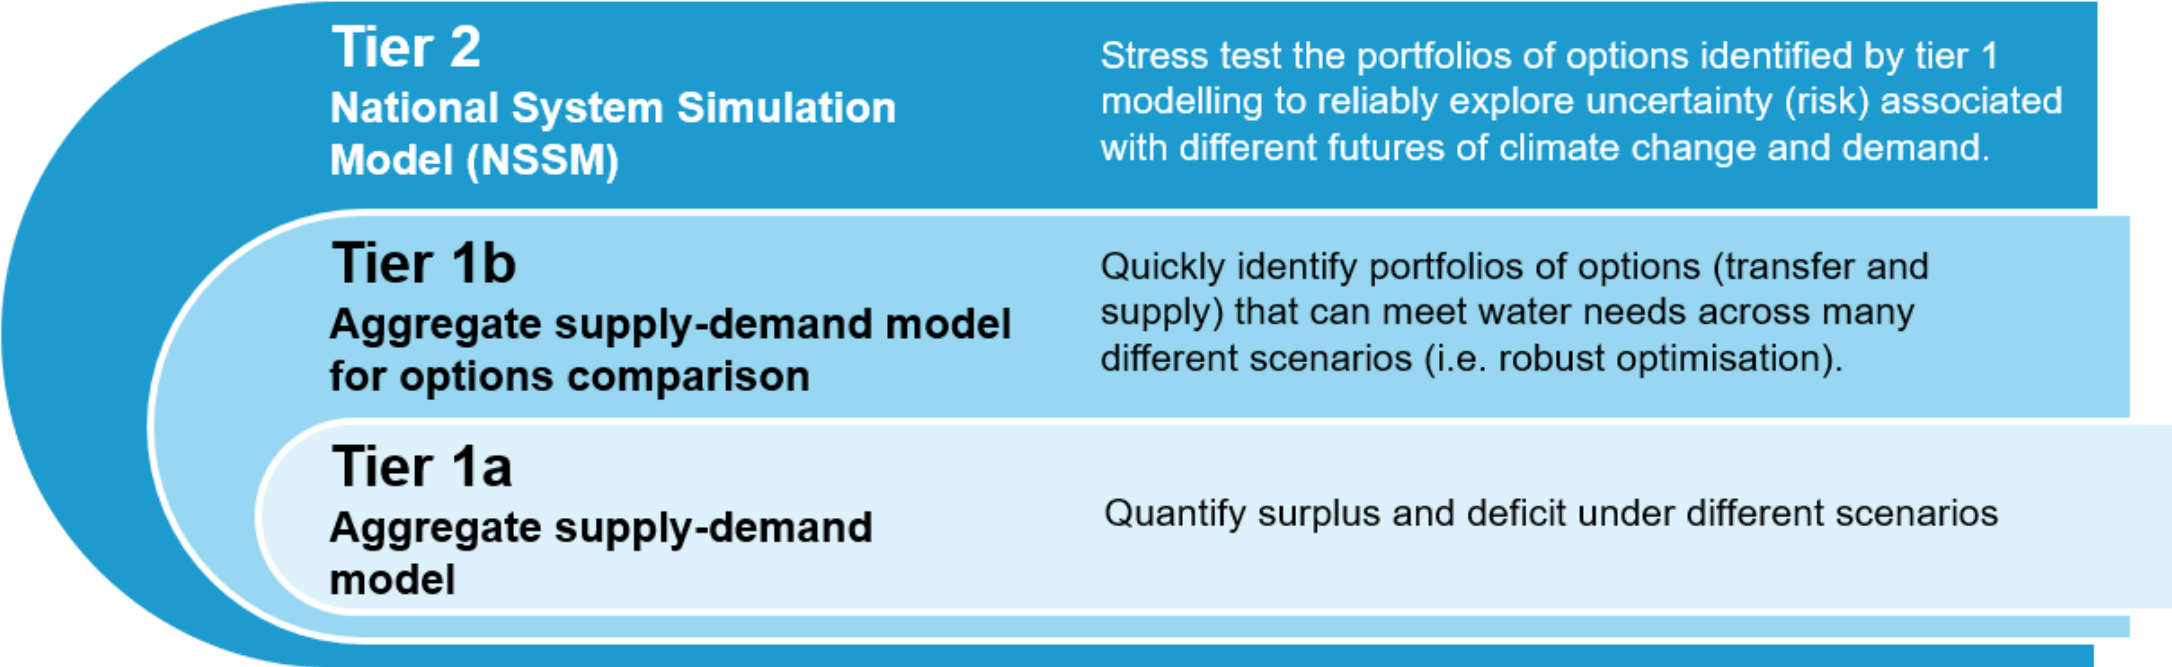 Tier 2
National System Simulation
Model (NSSM)
Stress test the portfolios of options identified by tier 1
modelling to reliably explore uncertainty (risk) associated
with different futures of climate change and demand.
Tier 1b
Aggregate supply-demand model
for options comparison
Quickly identify portfolios of options (transfer and
supply) that can meet water needs across many
different scenarios (i.e. robust optimisation).
Tier 1a
Aggregate supply-demand
model
Quantify surplus and deficit under different scenarios